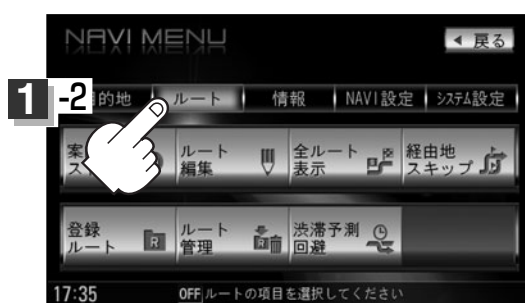 NAVI MENU
戻る
1-2
的地
ルート
情報
NAVI設定
システム設定
案
ス
ルート
編集
全ルート
表示
経由地
スキップ
登録
ルート
R
ルート
管理
R
渋滞予測
回避
17:35
OFF ルートの項目を選択してください